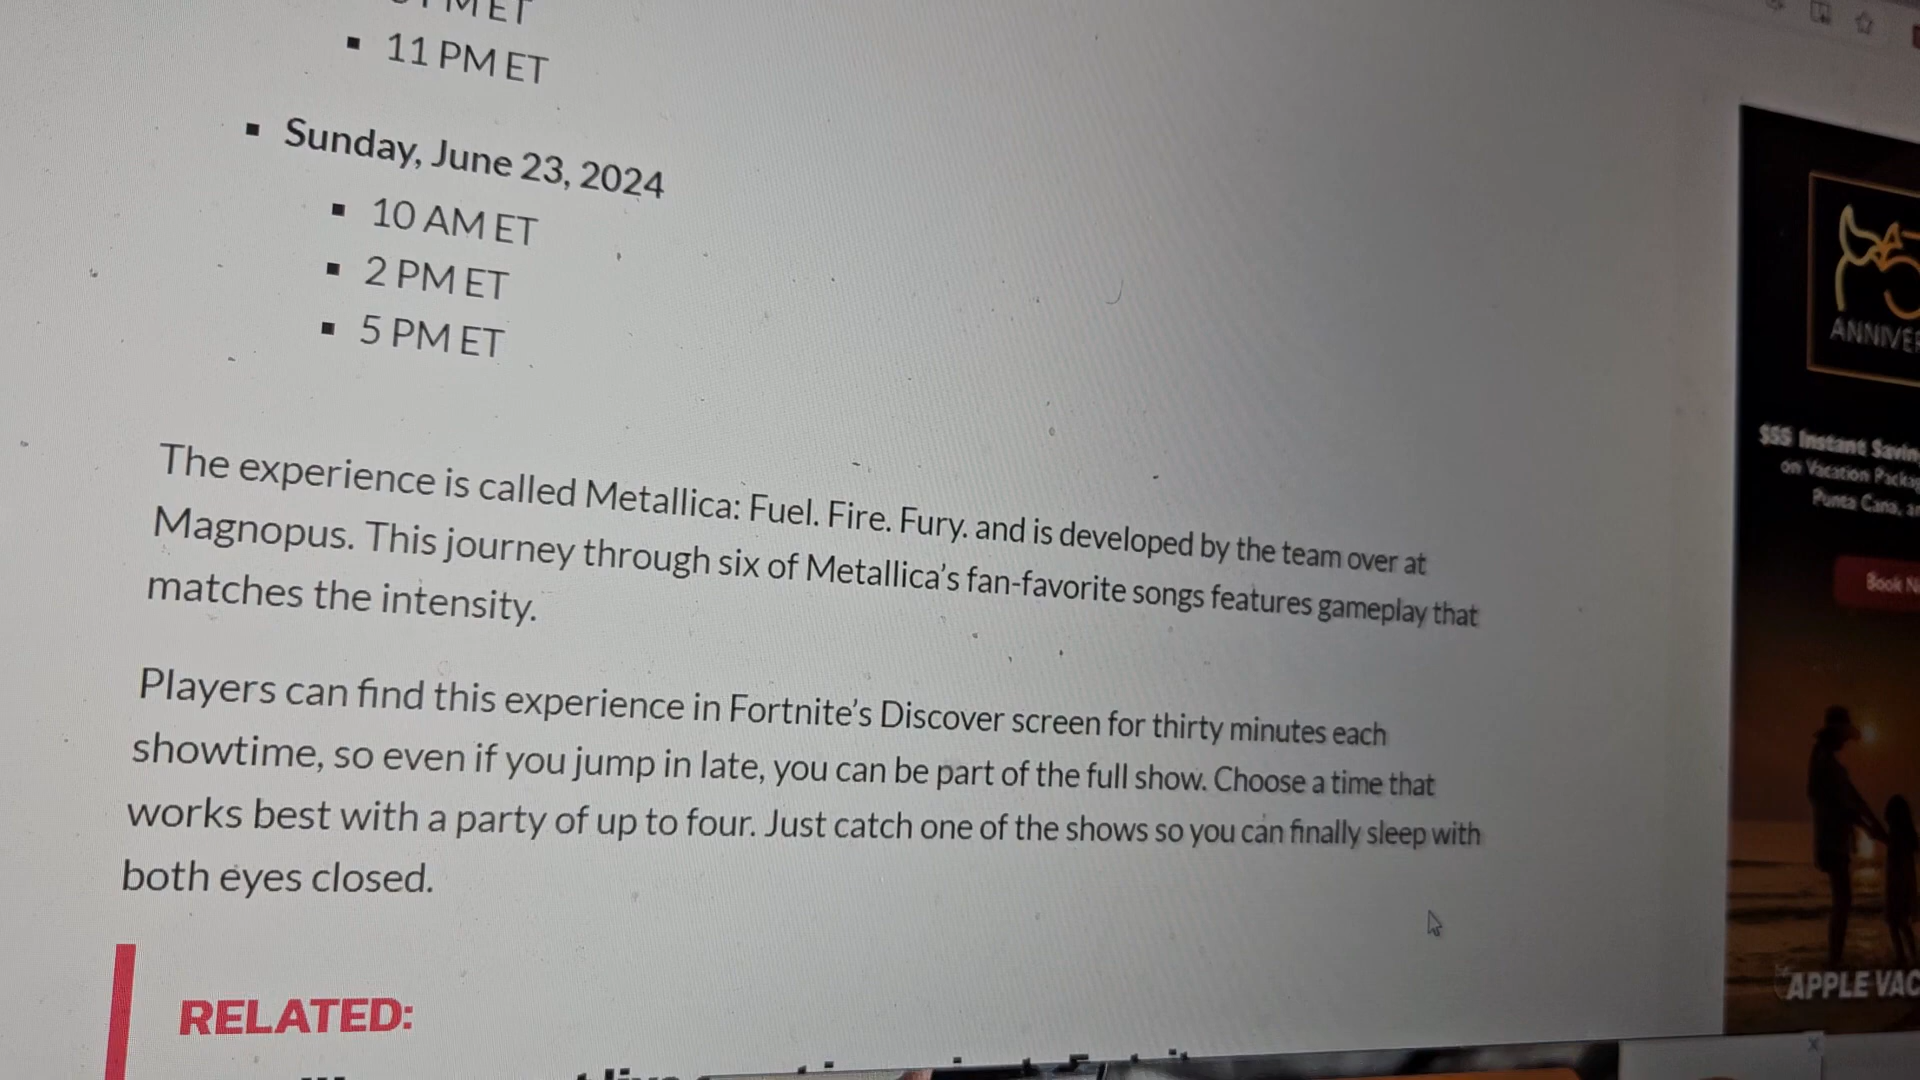 PM ET
11 PM ET
Sunday, June 23, 2024
10 AM ET
2 PM ET
5 PM ET
The experience is called Metallica: Fuel. Fire. Fury. and is developed by the team over at
Magnopus. This journey through six of Metallica's fan-favorite songs features gameplay that
matches the intensity.
Players can find this experience in Fortnite's Discover screen for thirty minutes each
showtime, so even if you jump in late, you can be part of the full show. Choose a time that
works best with a party of up to four. Just catch one of the shows so you can finally sleep with
both eyes closed.
RELATED:
$55 Instant
on Vacation
Punta Cana,
Book
APPLE